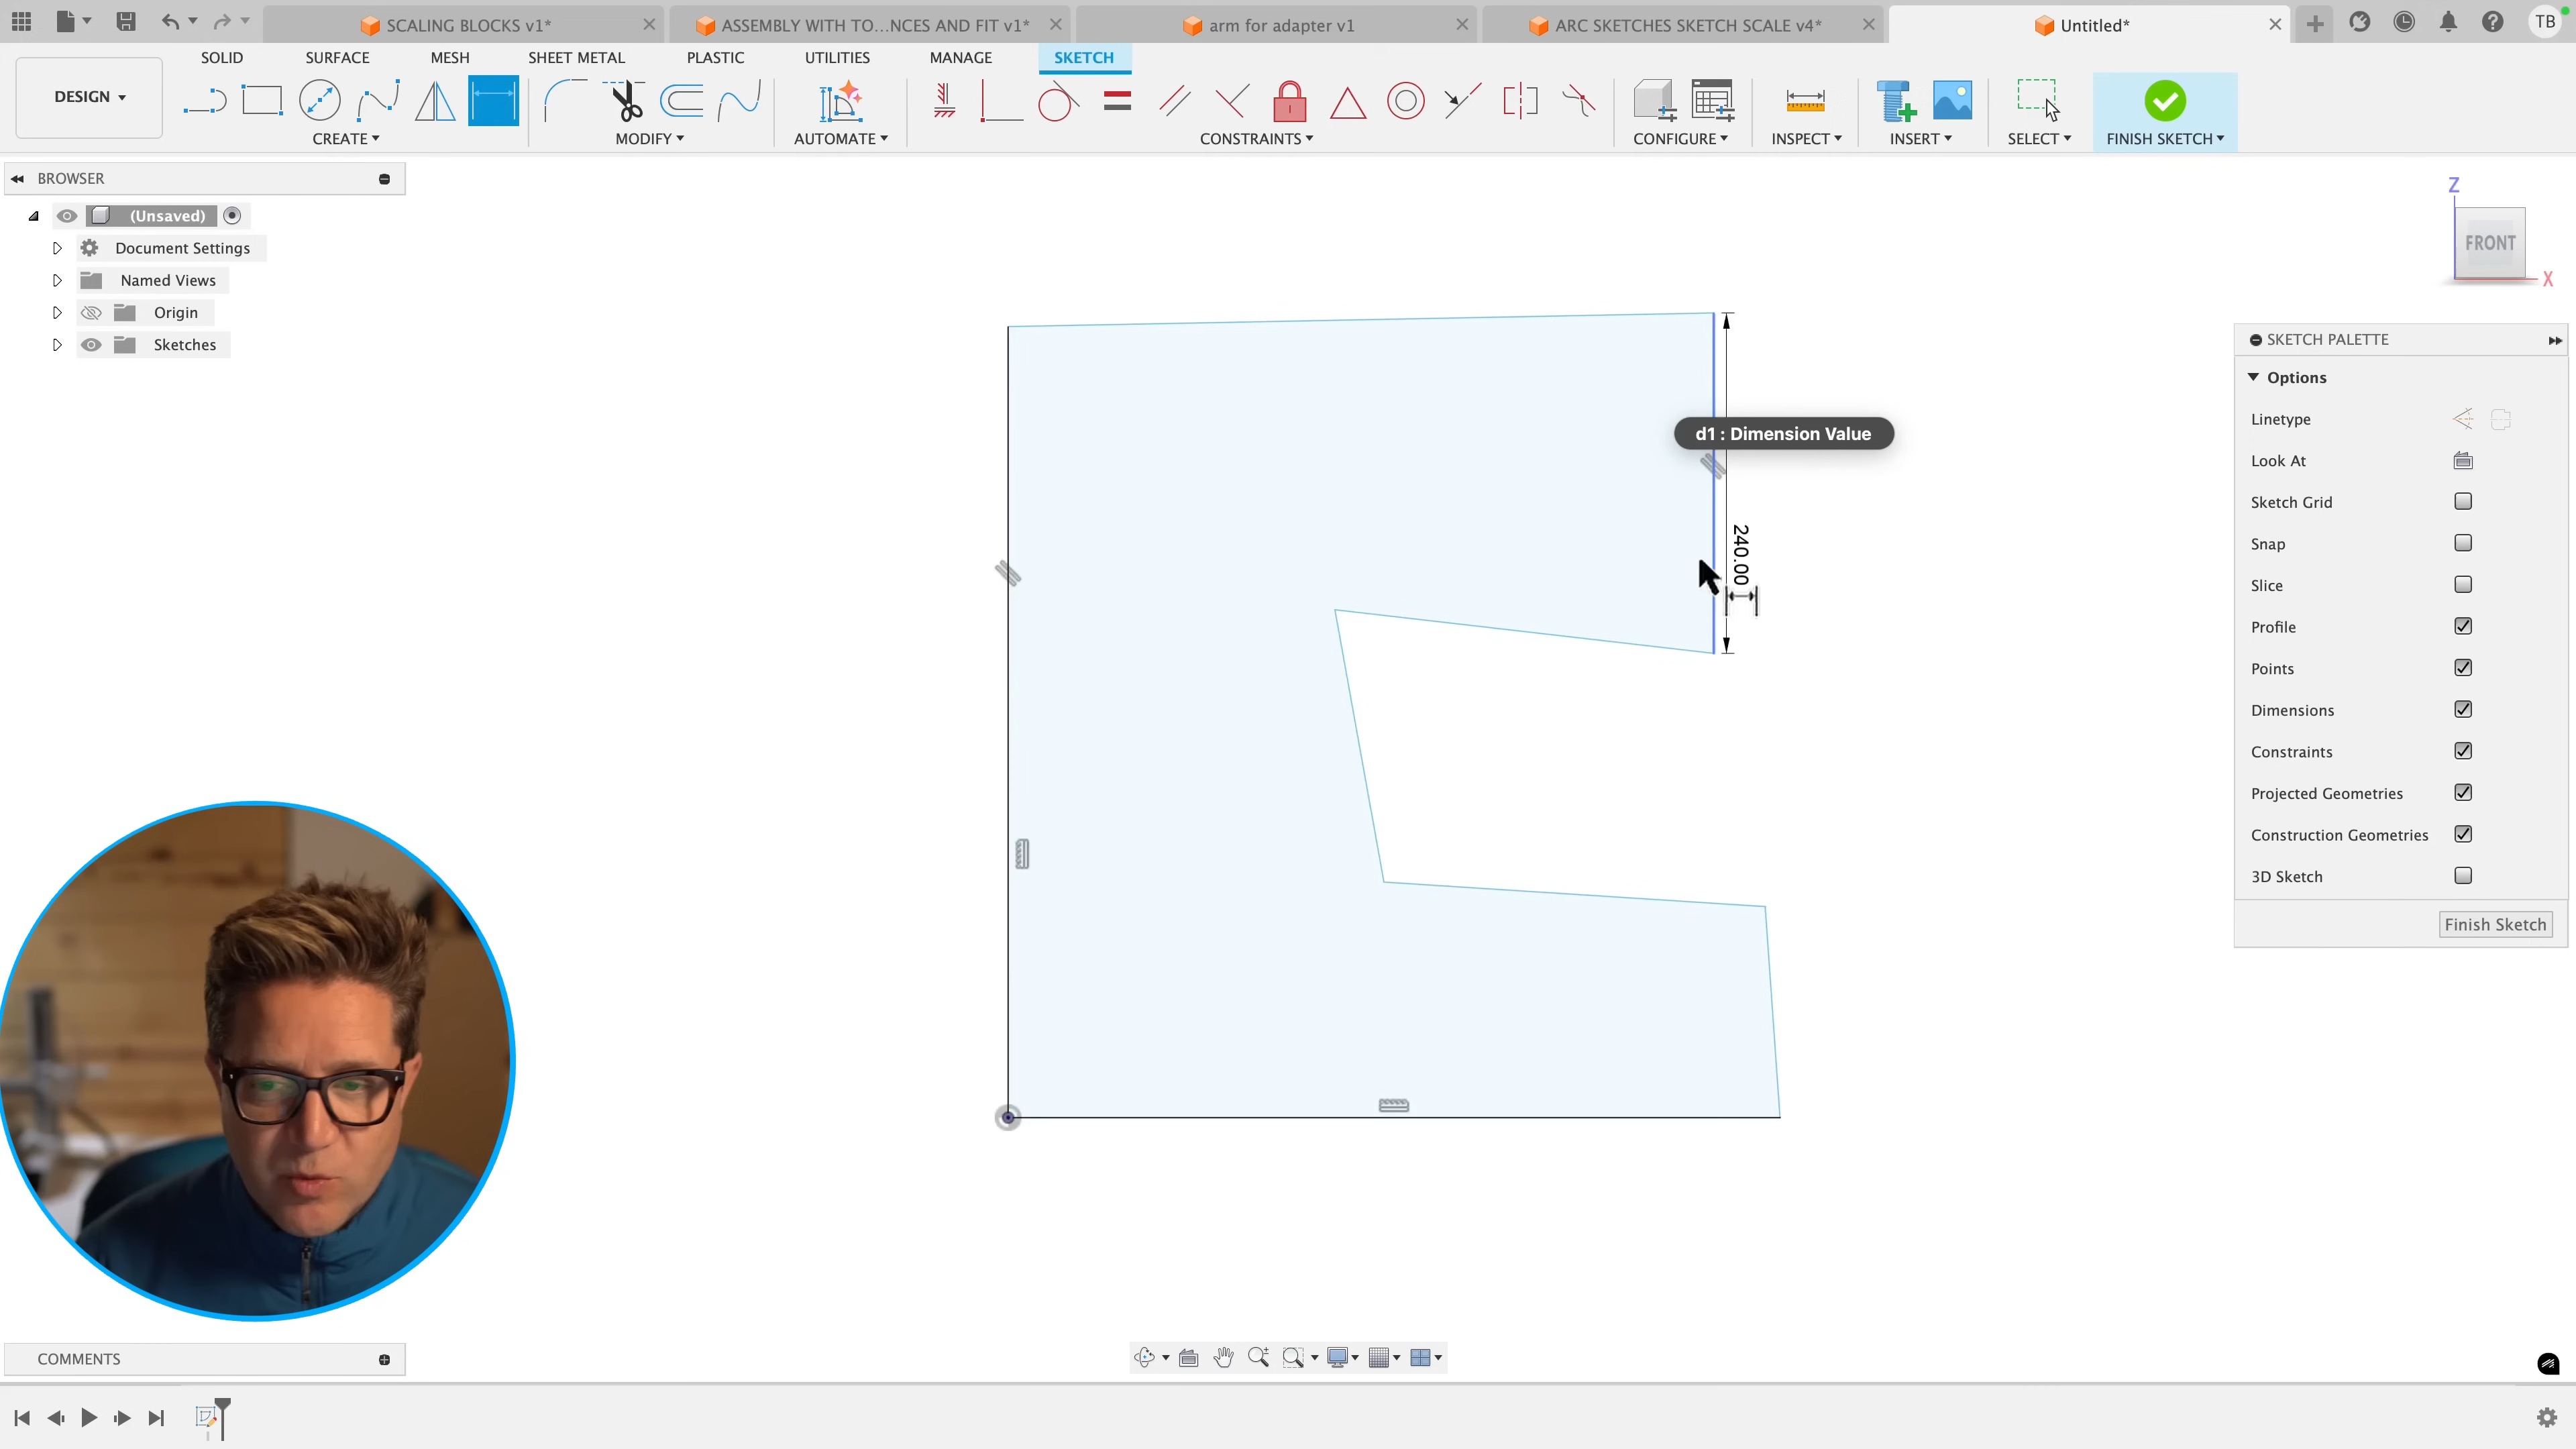 SCALING BLOCKS v1*
ASSEMBLY WITH TO...NCES AND FIT v1*
arm for adapter v1
ARC SKETCHES SKETCH SCALE v4*
Untitled*
TB
SOLID
SURFACE
MESH
SHEET METAL
PLASTIC
UTILITIES
MANAGE
SKETCH
DESIGN
CREATE
MODIFY
AUTOMATE
CONSTRAINTS
CONFIGURE
INSPECT
INSERT
SELECT
FINISH SKETCH
BROWSER
(Unsaved)
Document Settings
Named Views
Origin
Sketches
Z
FRONT
X
d1 : Dimension Value
240.00
SKETCH PALETTE
Options
Linetype
Look At
Sketch Grid
Snap
Slice
Profile
Points
Dimensions
Constraints
Projected Geometries
Construction Geometries
3D Sketch
Finish Sketch
COMMENTS